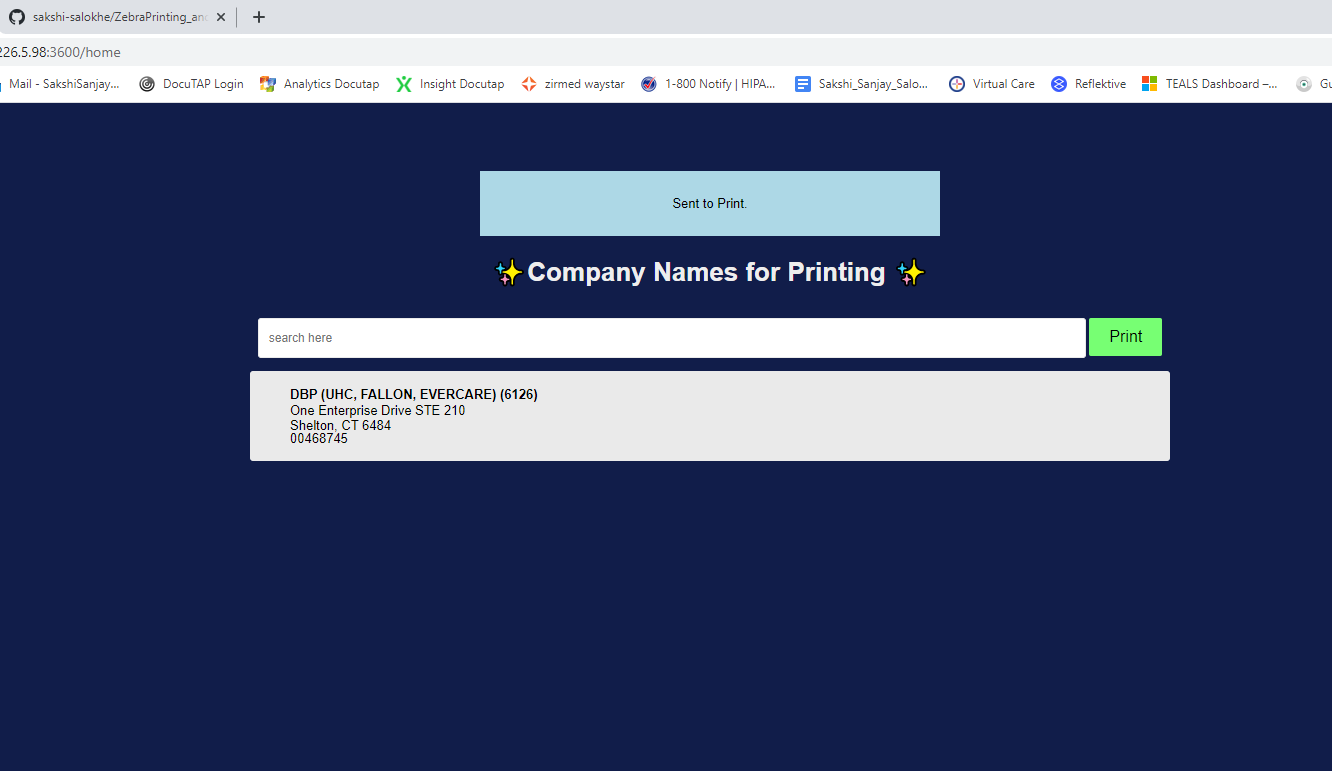 sakshi-salokhe/ZebraPrinting_an
226.5.98:3600/home
Mail - SakshiSanjay... DocuTAP Login Analytics Docutap Insight Docutap zirmed waystar 1-800 Notify | HIPA... Sakshi_Sanjay_Salo... Virtual Care Reflektive TEALS Dashboard –... Gu
Sent to Print.
✨Company Names for Printing ✨
search here
Print
DBP (UHC, FALLON, EVERCARE) (6126)
One Enterprise Drive STE 210
Shelton, CT 6484
00468745